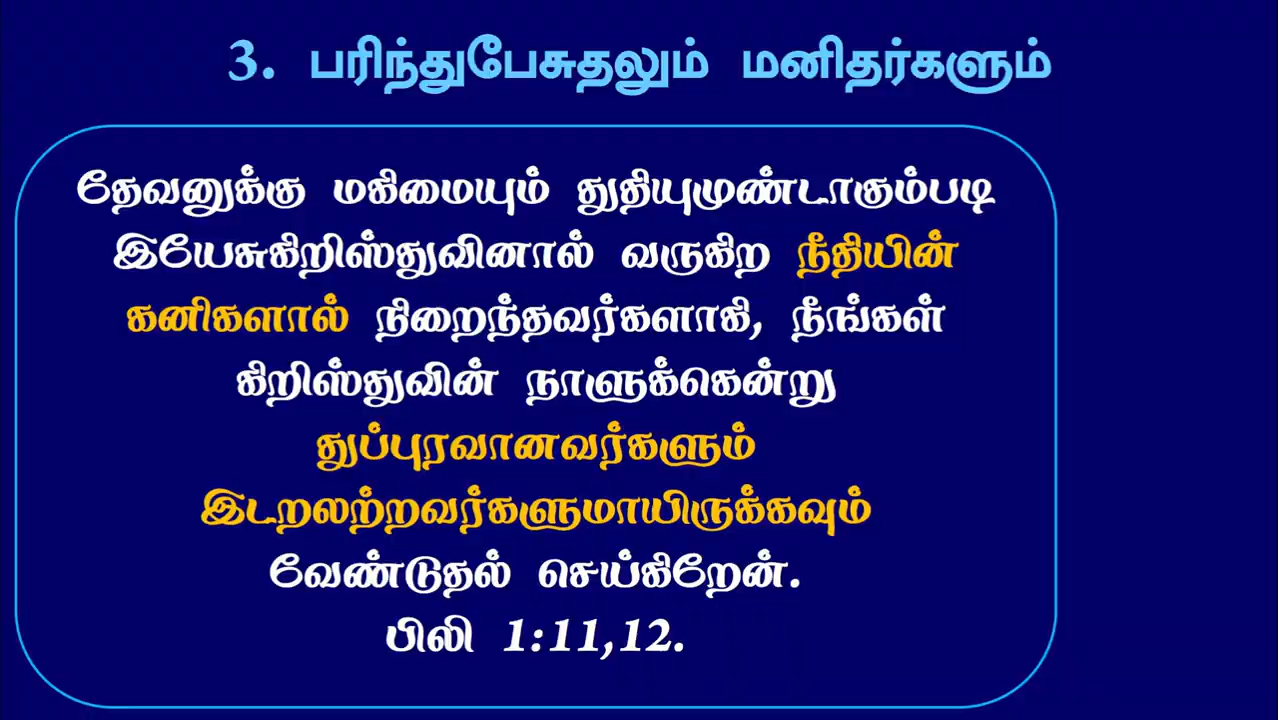 3. பரிந்துபேசுதலும் மனிதர்களும்
தேவனுக்கு மகிமையும் துதியுமுண்டாகும்படி
இயேசுகிறிஸ்துவினால் வருகிற நீதியின்
கனிகளால் நிறைந்தவர்களாகி, நீங்கள்
கிறிஸ்துவின் நாளுக்கென்று
துப்புரவானவர்களும்
இடறலற்றவர்களுமாயிருக்கவும்
வேண்டுதல் செய்கிறேன்.
பிலி 1:11,12.